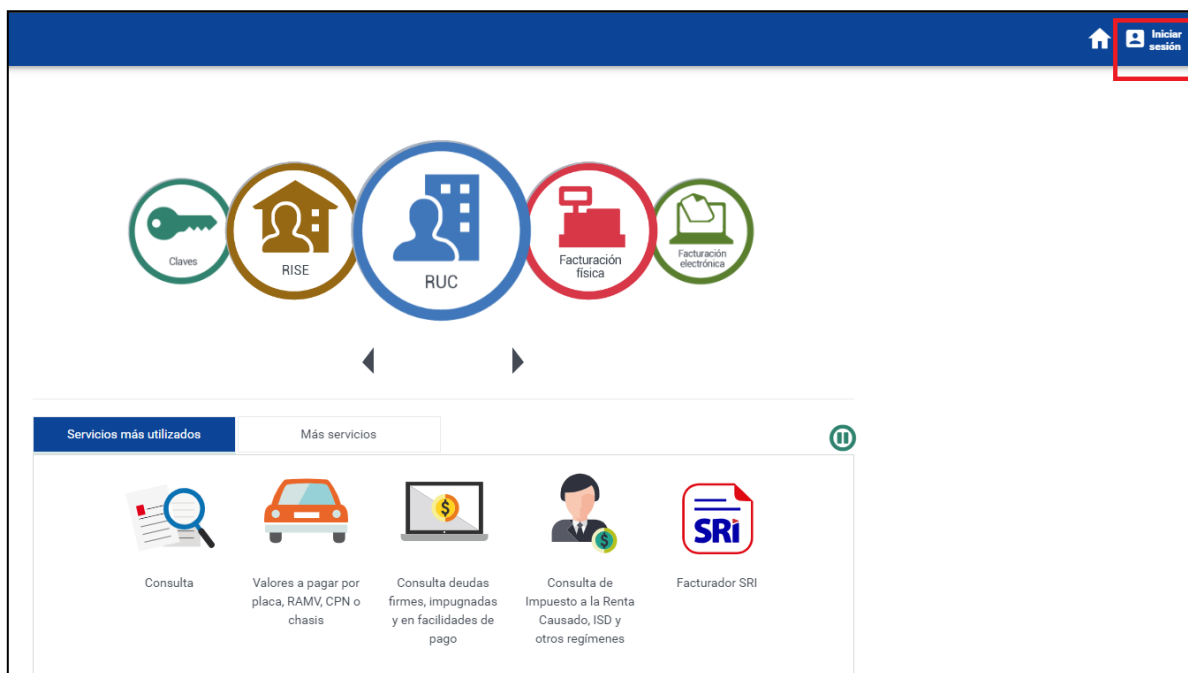 Iniciar
sesión
Claves
RISE
RUC
Facturación
física
Facturación
electrónica
Servicios más utilizados
Más servicios
SRi
Consulta
Valores a pagar por
placa, RAMV, CPN o
chasis
Consulta deudas
firmes, impugnadas
y en facilidades de
pago
Consulta de
Impuesto a la Renta
Causado, ISD y
otros regímenes
Facturador SRI